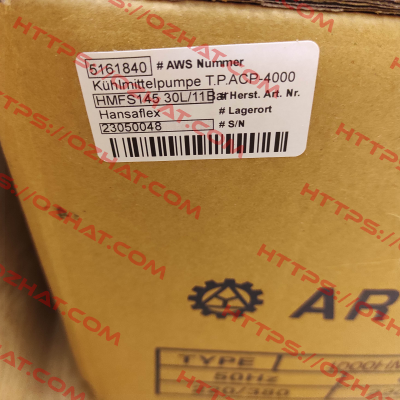 5161840 # AWS Nummer
Kühlmittelpumpe T.P.ACP-4000
HMFS145 30L/11Bar # Herst. Art. Nr.
Hansaflex # Lagerort
23050048 # S/N
AR
TYPE
50Hz
HTTPS://OZHAT.COM